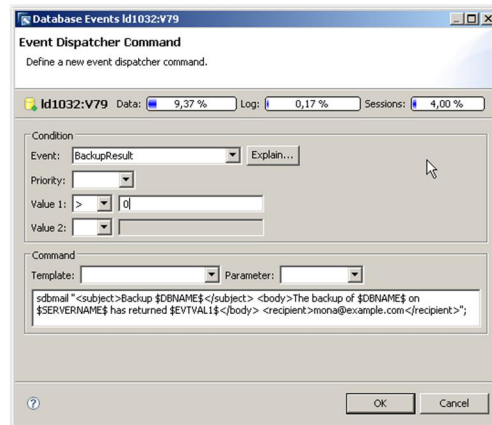 Database Events ld1032:V79
Event Dispatcher Command
Define a new event dispatcher command.
ld1032:V79 Data: 9,37 % Log: 0,17 % Sessions: 4,00 %
Condition
Event: BackupResult Explain...
Priority:
Value 1: > 0
Value 2:
Command
Template: Parameter:
sdbmail "<subject>Backup $DBNAME$</subject> <body>The backup of $DBNAME$ on
$SERVERNAME$ has returned $EVTVAL1$</body> <recipient>mona@example.com</recipient>";
? OK Cancel